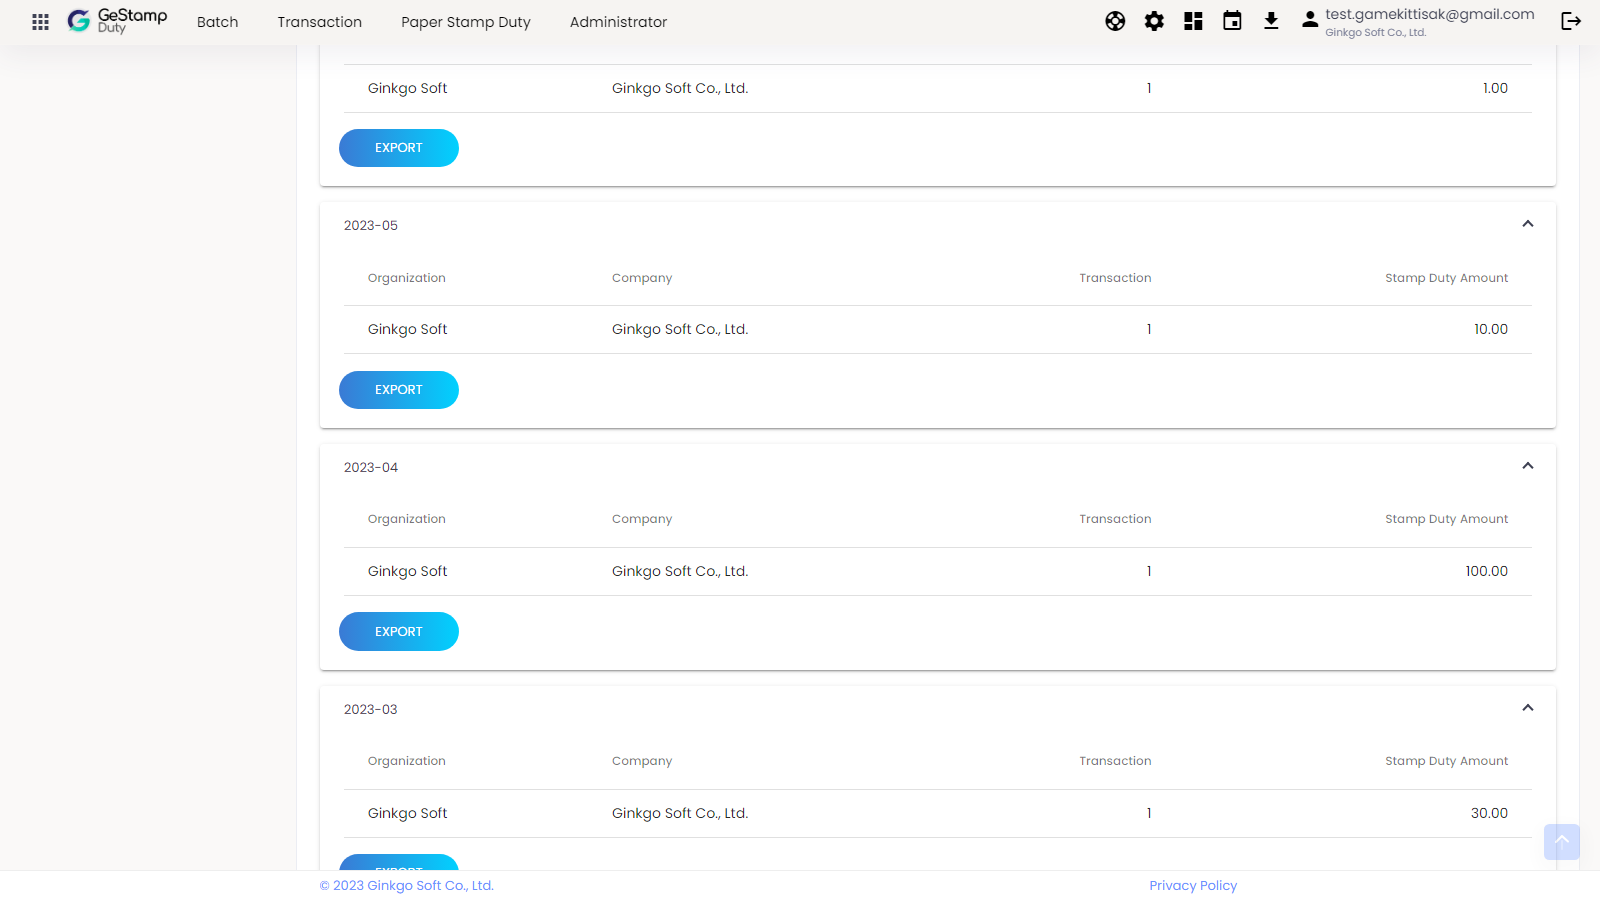 GeStamp
Duty
Batch
Transaction
Paper Stamp Duty
Administrator
test.gamekittisak@gmail.com
Ginkgo Soft Co., Ltd.
Ginkgo Soft Ginkgo Soft Co., Ltd. 1 1.00
EXPORT
2023-05
Organization Company Transaction Stamp Duty Amount
Ginkgo Soft Ginkgo Soft Co., Ltd. 1 10.00
EXPORT
2023-04
Organization Company Transaction Stamp Duty Amount
Ginkgo Soft Ginkgo Soft Co., Ltd. 1 100.00
EXPORT
2023-03
Organization Company Transaction Stamp Duty Amount
Ginkgo Soft Ginkgo Soft Co., Ltd. 1 30.00
EXPORT
© 2023 Ginkgo Soft Co., Ltd. Privacy Policy